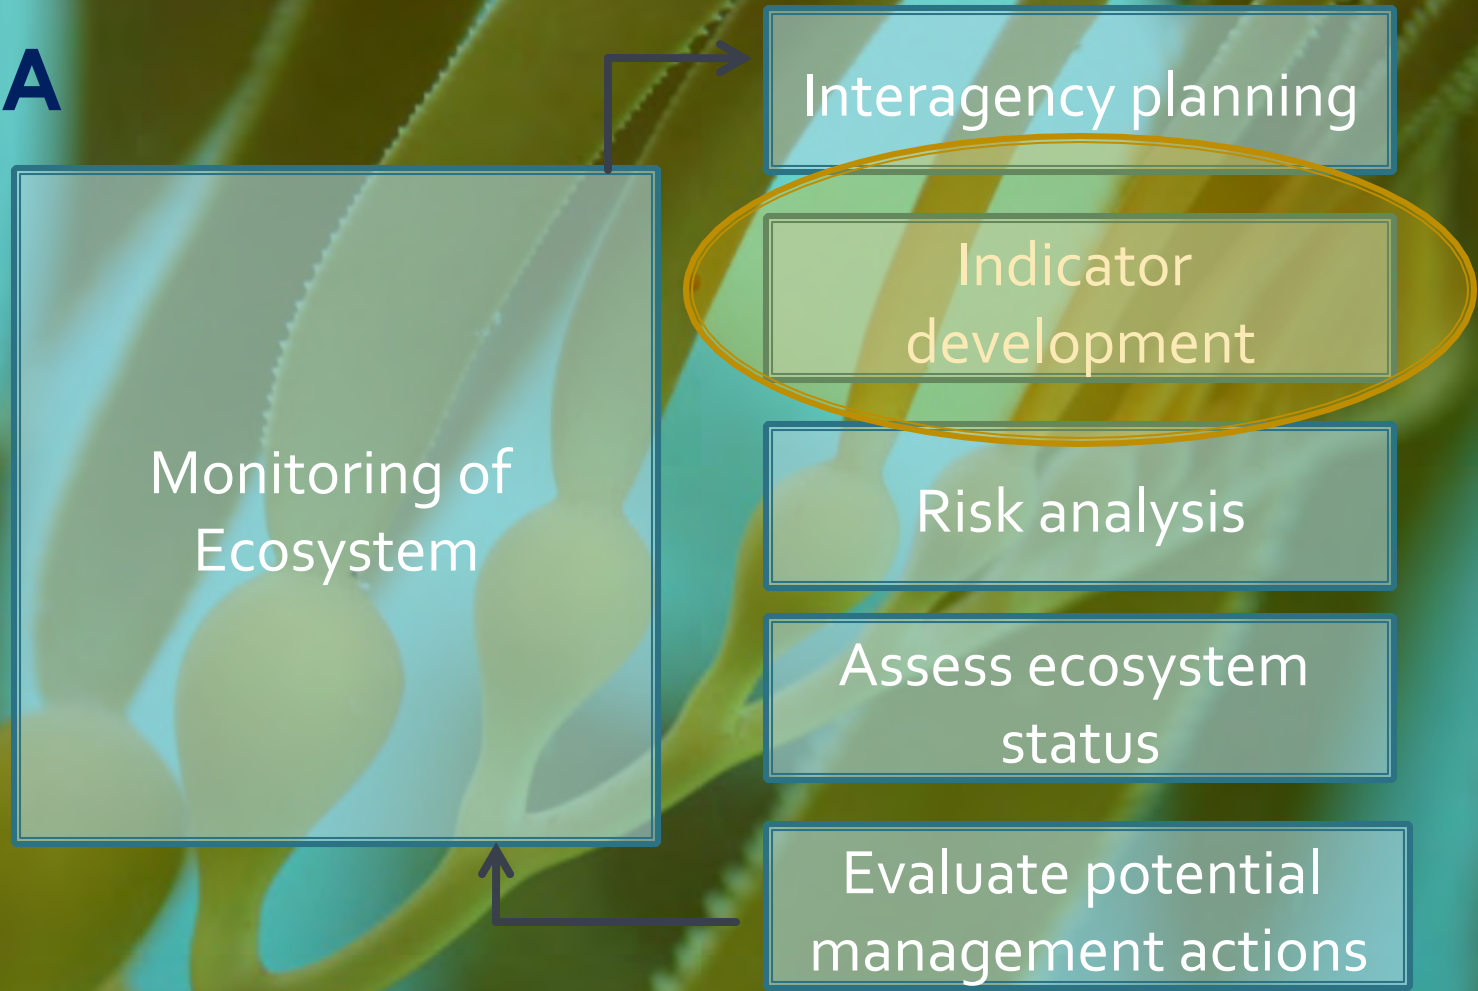 A
Interagency planning
Indicator
development
Monitoring of
Ecosystem
Risk analysis
Assess ecosystem
status
Evaluate potential
management actions